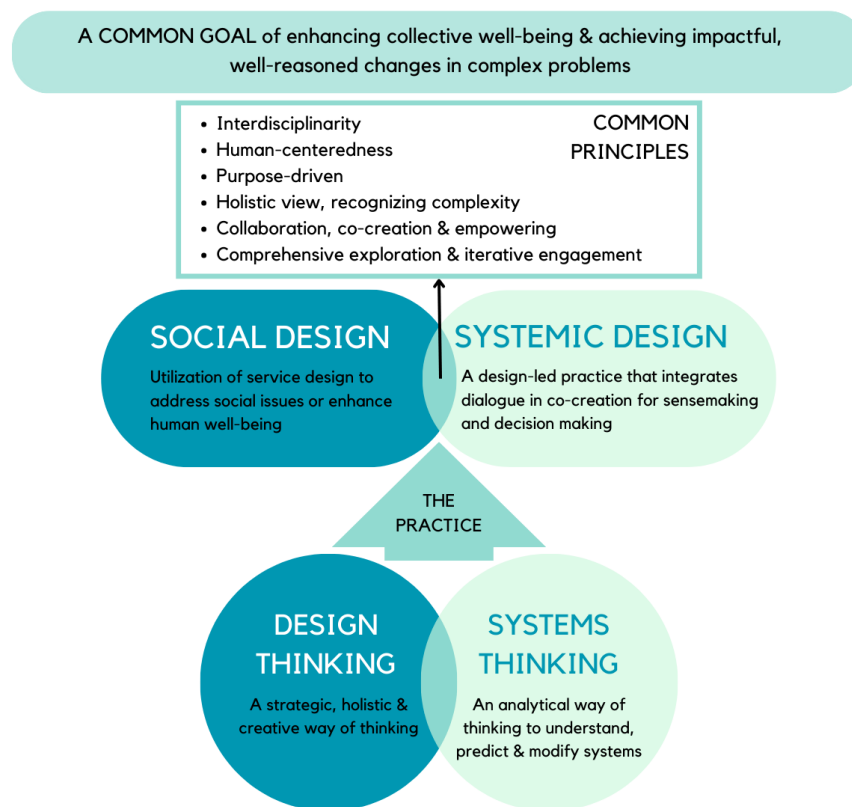 A COMMON GOAL of enhancing collective well-being & achieving impactful,
well-reasoned changes in complex problems
COMMON
PRINCIPLES
• Interdisciplinarity
• Human-centeredness
• Purpose-driven
• Holistic view, recognizing complexity
• Collaboration, co-creation & empowering
• Comprehensive exploration & iterative engagement
SOCIAL DESIGN
Utilization of service design to
address social issues or enhance
human well-being
SYSTEMIC DESIGN
A design-led practice that integrates
dialogue in co-creation for sensemaking
and decision making
THE
PRACTICE
DESIGN
THINKING
A strategic, holistic &
creative way of thinking
SYSTEMS
THINKING
An analytical way of
thinking to understand,
predict & modify systems